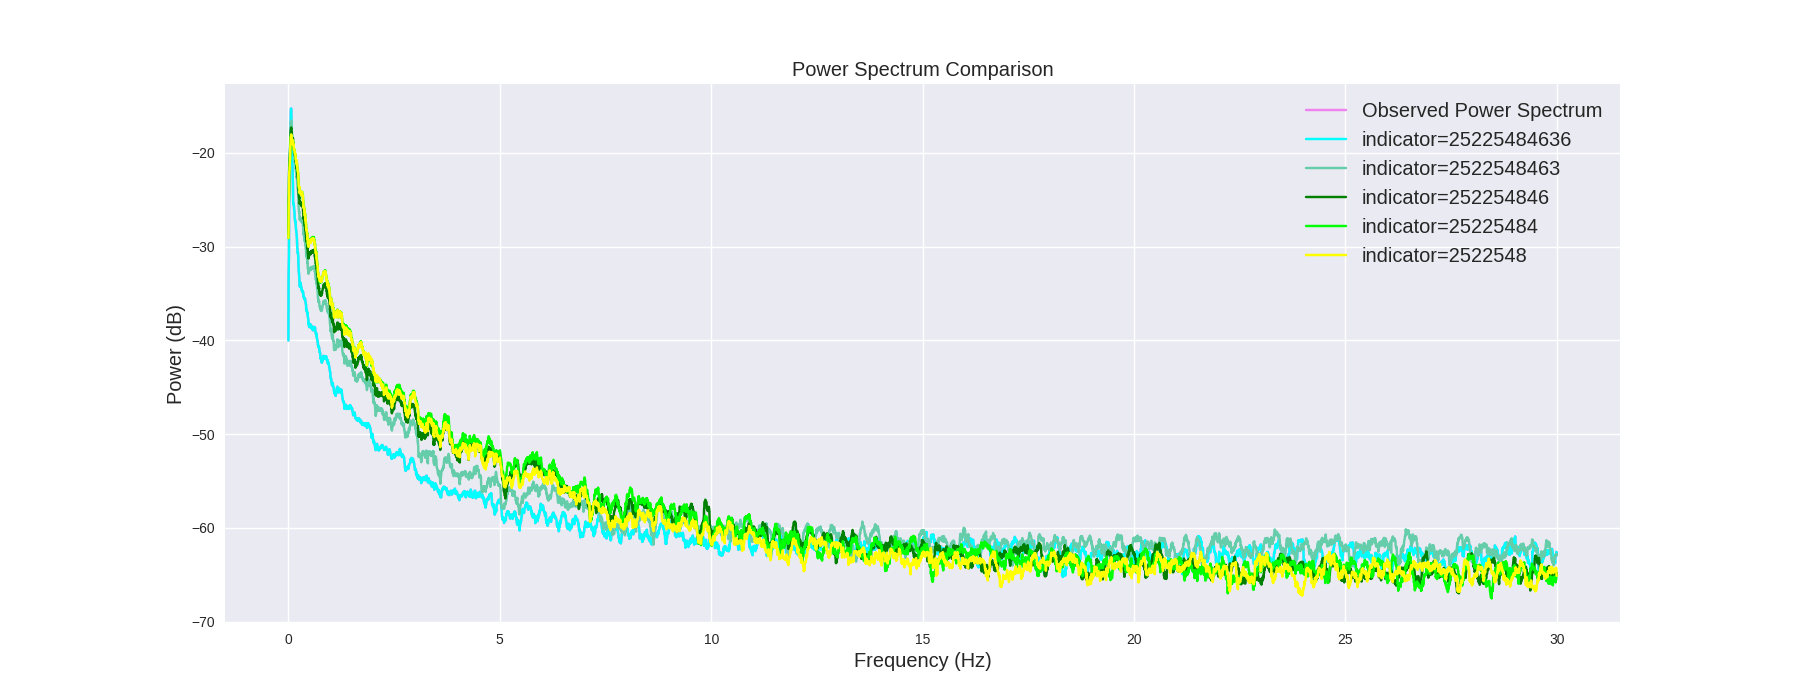 Power Spectrum Comparison
Observed Power Spectrum
indicator=25225484636
indicator=2522548463
indicator=252254846
indicator=25225484
indicator=2522548
Power (dB)
−20
−30
−40
−50
−60
−70
0 5 10 15 20 25 30
Frequency (Hz)